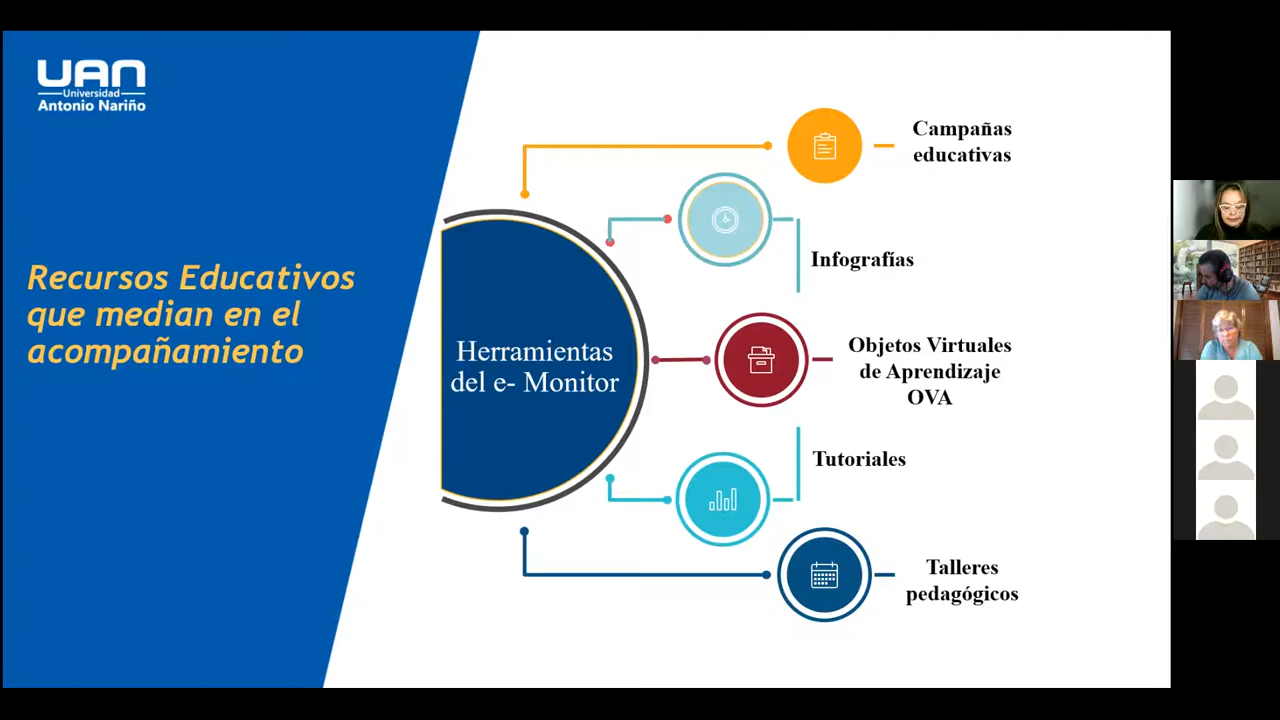 UAN
Universidad
Antonio Nariño
Recursos Educativos
que median en el
acompañamiento
Herramientas
del e- Monitor
Campañas
educativas
Infografías
Objetos Virtuales
de Aprendizaje
OVA
Tutoriales
Talleres
pedagógicos